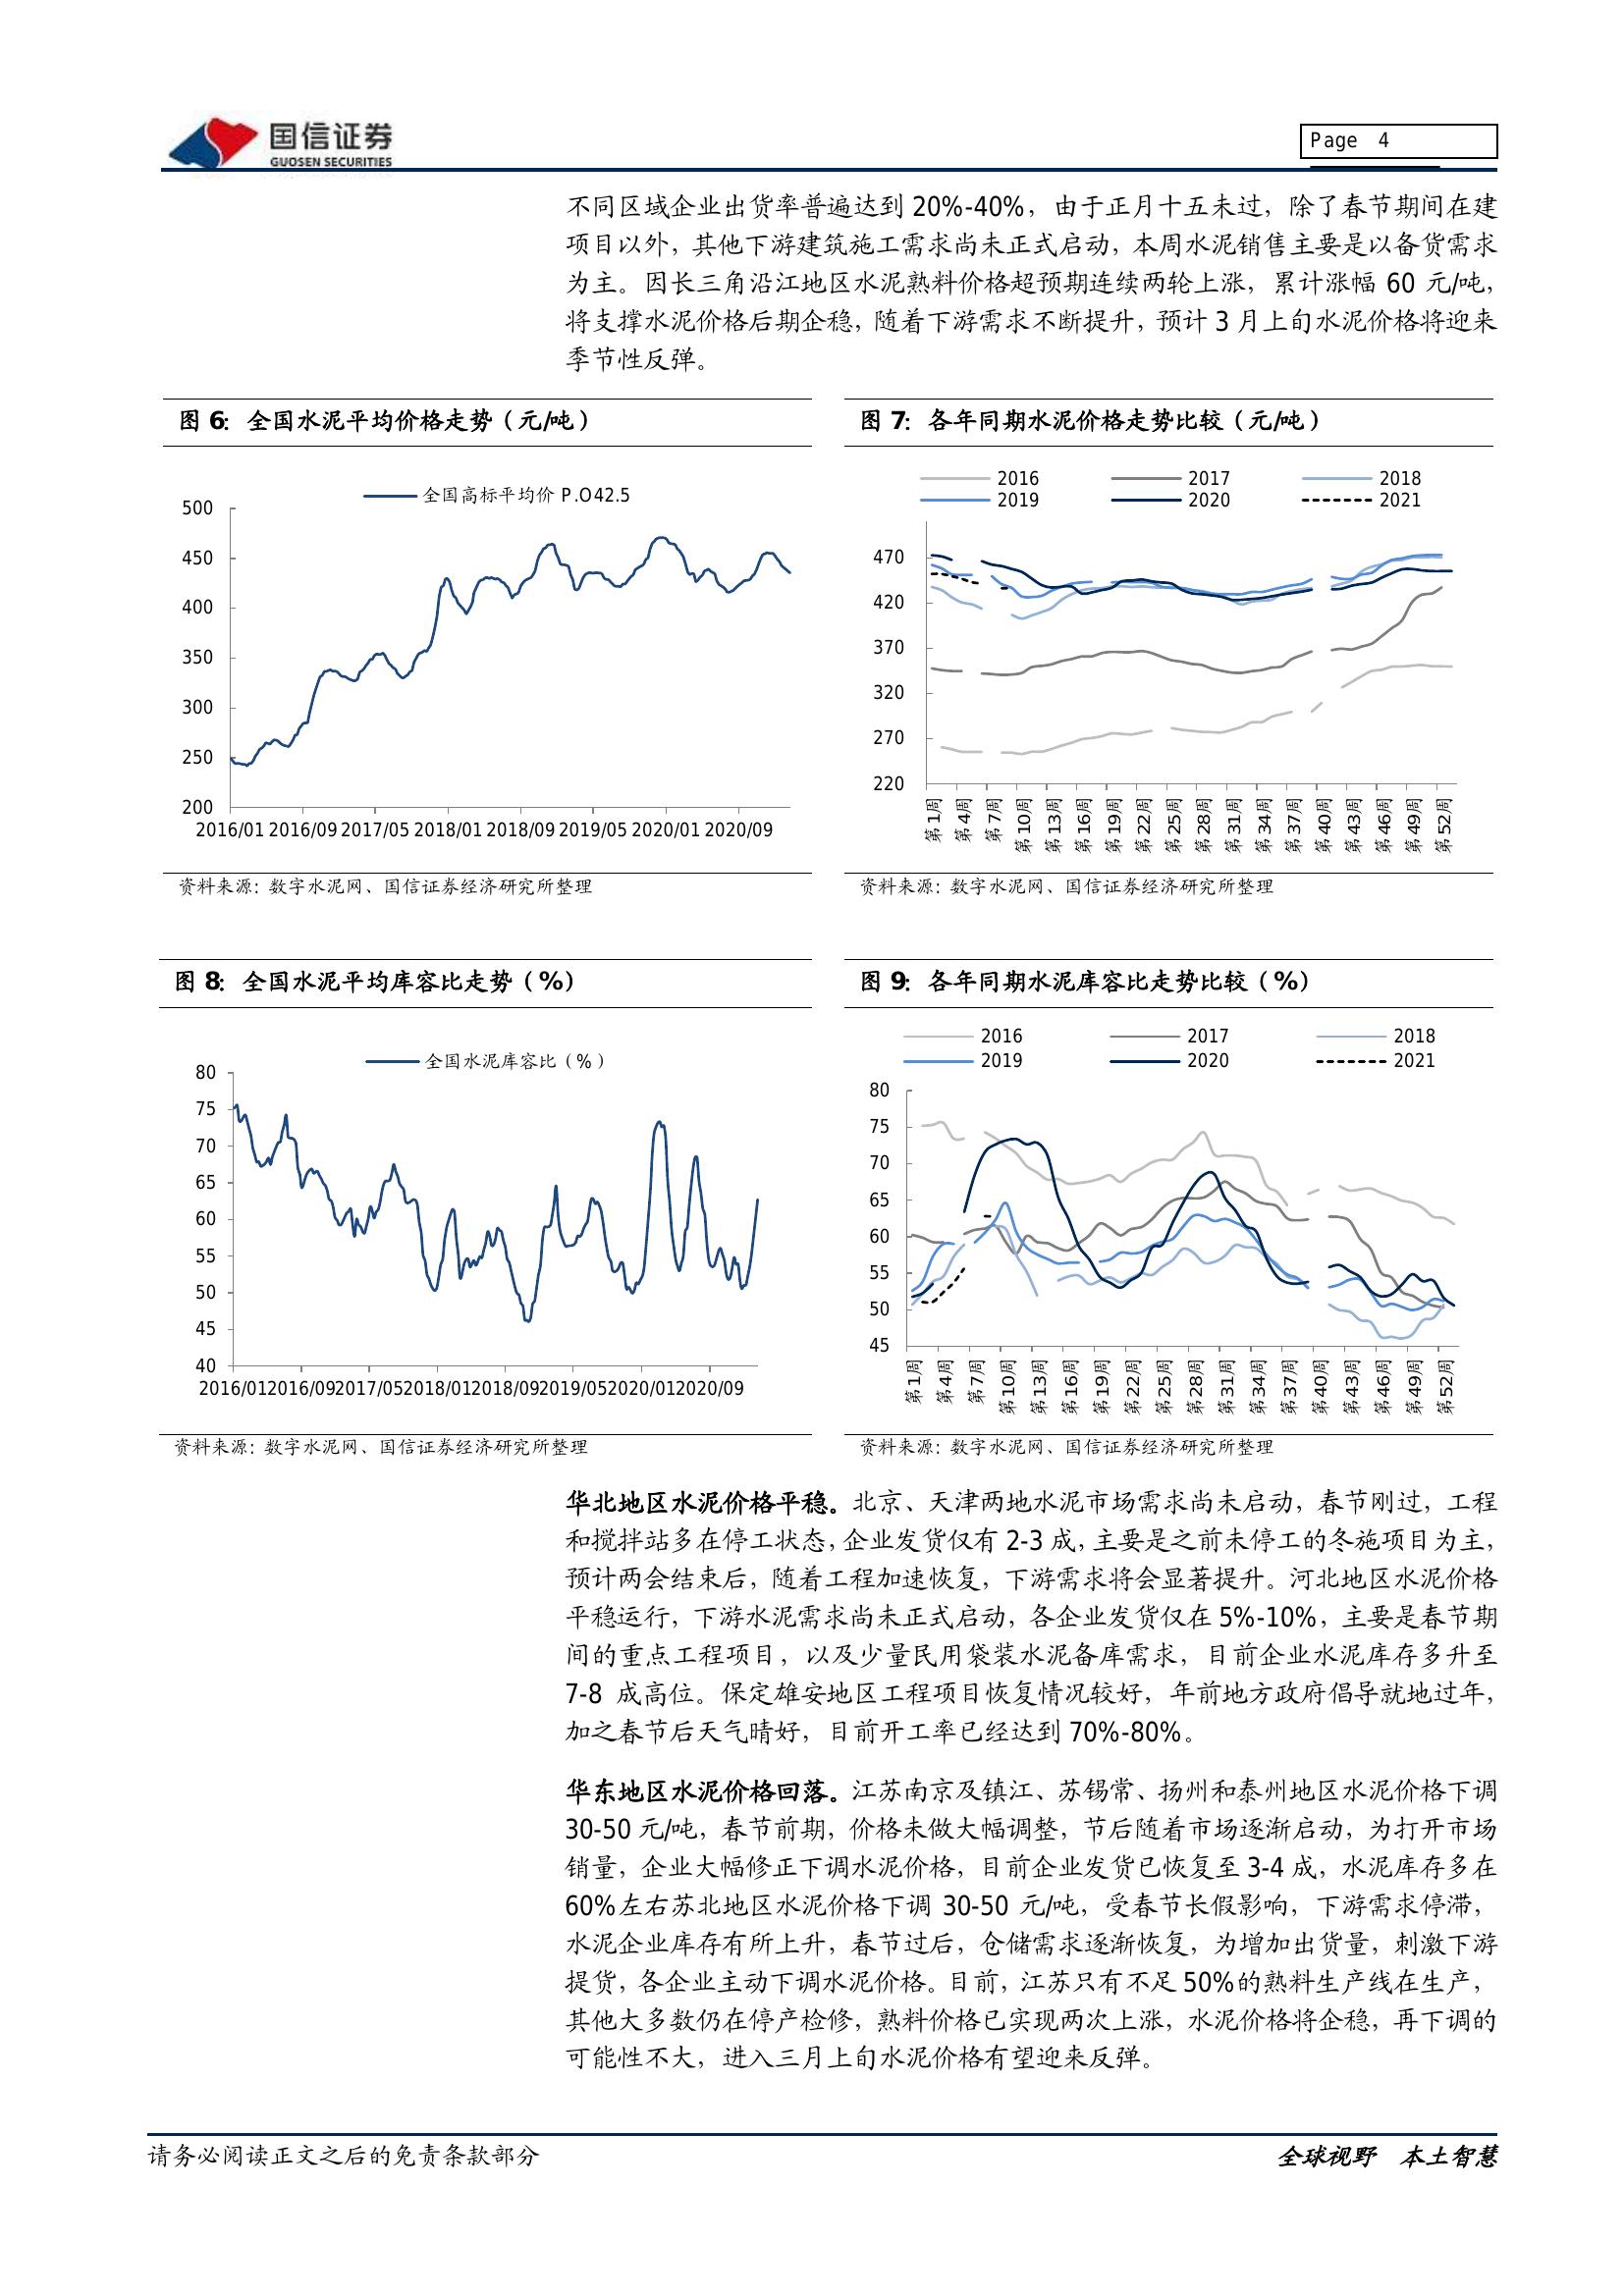 国信证券
GUOSEN SECURITIES
Page 4
不同区域企业出货率普遍达到 20%-40%，由于正月十五未过，除了春节期间在建
项目以外，其他下游建筑施工需求尚未正式启动，本周水泥销售主要是以备货需求
为主。因长三角沿江地区水泥熟料价格超预期连续两轮上涨，累计涨幅 60 元/吨，
将支撑水泥价格后期企稳，随着下游需求不断提升，预计 3 月上旬水泥价格将迎来
季节性反弹。
图 6：全国水泥平均价格走势（元/吨）
全国高标平均价 P.O42.5
500
450
400
350
300
250
200
2016/01 2016/09 2017/05 2018/01 2018/09 2019/05 2020/01 2020/09
资料来源：数字水泥网、国信证券经济研究所整理
图 7：各年同期水泥价格走势比较（元/吨）
2016 2017 2018
2019 2020 2021
470
420
370
320
270
220
第1周 第4周 第7周 第10周 第13周 第16周 第19周 第22周 第25周 第28周 第31周 第34周 第37周 第40周 第43周 第46周 第49周 第52周
资料来源：数字水泥网、国信证券经济研究所整理
图 8：全国水泥平均库容比走势（%）
全国水泥库容比（%）
80
75
70
65
60
55
50
45
40
2016/01 2016/09 2017/05 2018/01 2018/09 2019/05 2020/01 2020/09
资料来源：数字水泥网、国信证券经济研究所整理
图 9：各年同期水泥库容比走势比较（%）
2016 2017 2018
2019 2020 2021
80
75
70
65
60
55
50
45
第1周 第4周 第7周 第10周 第13周 第16周 第19周 第22周 第25周 第28周 第31周 第34周 第37周 第40周 第43周 第46周 第49周 第52周
资料来源：数字水泥网、国信证券经济研究所整理
华北地区水泥价格平稳。北京、天津两地水泥市场需求尚未启动，春节刚过，工程
和搅拌站多在停工状态，企业发货仅有 2-3 成，主要是之前未停工的冬施项目为主，
预计两会结束后，随着工程加速恢复，下游需求将会显著提升。河北地区水泥价格
平稳运行，下游水泥需求尚未正式启动，各企业发货仅在 5%-10%，主要是春节期
间的重点工程项目，以及少量民用袋装水泥备库需求，目前企业水泥库存多升至
7-8 成高位。保定雄安地区工程项目恢复情况较好，年前地方政府倡导就地过年，
加之春节后天气晴好，目前开工率已经达到 70%-80%。
华东地区水泥价格回落。江苏南京及镇江、苏锡常、扬州和泰州地区水泥价格下调
30-50 元/吨，春节前期，价格未做大幅调整，节后随着市场逐渐启动，为打开市场
销量，企业大幅修正下调水泥价格，目前企业发货已恢复至 3-4 成，水泥库存多在
60%左右苏北地区水泥价格下调 30-50 元/吨，受春节长假影响，下游需求停滞，
水泥企业库存有所上升，春节过后，仓储需求逐渐恢复，为增加出货量，刺激下游
提货，各企业主动下调水泥价格。目前，江苏只有不足 50%的熟料生产线在生产，
其他大多数仍在停产检修，熟料价格已实现两次上涨，水泥价格将企稳，再下调的
可能性不大，进入三月上旬水泥价格有望迎来反弹。
请务必阅读正文之后的免责条款部分
全球视野 本土智慧